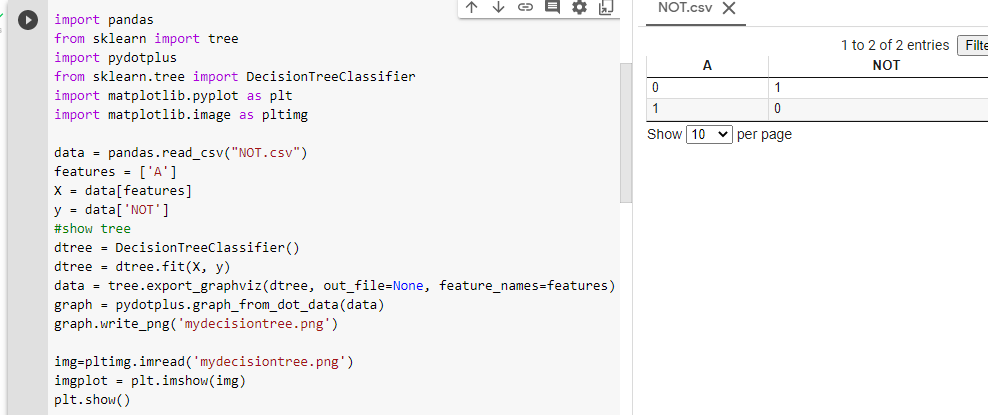 import pandas
from sklearn import tree
import pydotplus
from sklearn.tree import DecisionTreeClassifier
import matplotlib.pyplot as plt
import matplotlib.image as pltimg
data = pandas.read_csv("NOT.csv")
features = ['A']
X = data[features]
y = data['NOT']
#show tree
dtree = DecisionTreeClassifier()
dtree = dtree.fit(X, y)
data = tree.export_graphviz(dtree, out_file=None, feature_names=features)
graph = pydotplus.graph_from_dot_data(data)
graph.write_png('mydecisiontree.png')
img=pltimg.imread('mydecisiontree.png')
imgplot = plt.imshow(img)
plt.show()
NOT.csv
1 to 2 of 2 entries Filte
A NOT
0 1
1 0
Show 10 per page